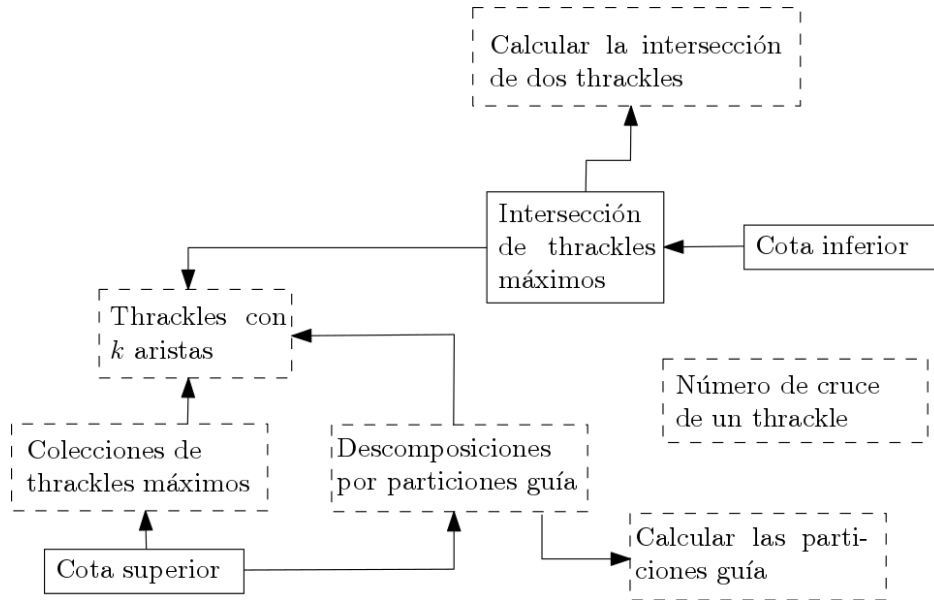 Calcular la intersección
de dos thrackles
Intersección
de thrackles
máximos
Cota inferior
Thrackles con
k aristas
Número de cruce
de un thrackle
Colecciones de
thrackles máximos
Descomposiciones
por particiones guía
Calcular las parti-
ciones guía
Cota superior